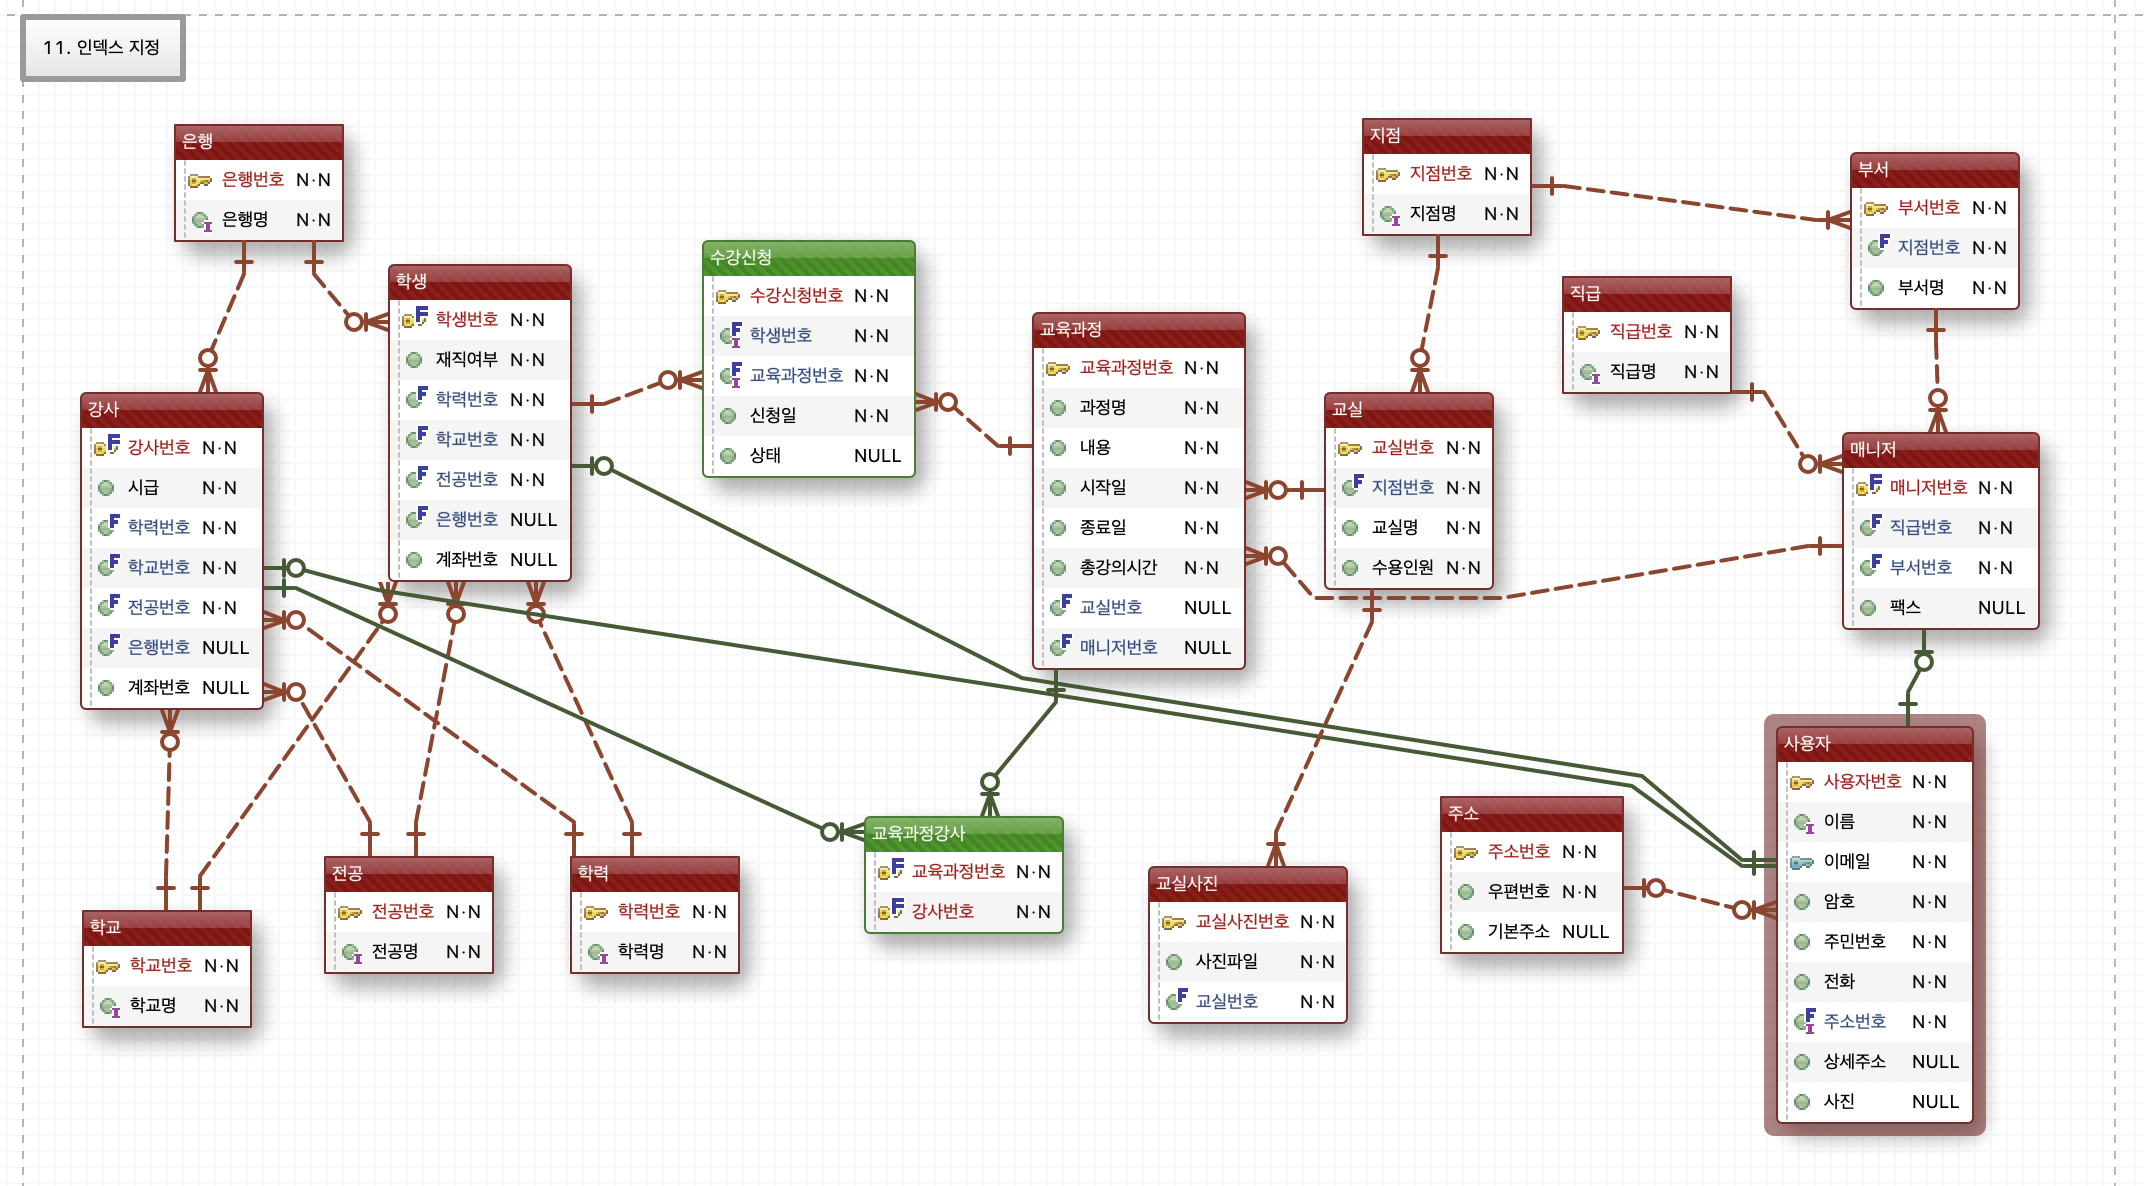 11. 인덱스 지정
은행
은행번호 N·N
은행명 N·N
학생
학생번호 N·N
재직여부 N·N
학력번호 N·N
학교번호 N·N
전공번호 N·N
은행번호 NULL
계좌번호 NULL
수강신청
수강신청번호 N·N
학생번호 N·N
교육과정번호 N·N
신청일 N·N
상태 NULL
교육과정
교육과정번호 N·N
과정명 N·N
내용 N·N
시작일 N·N
종료일 N·N
총강의시간 N·N
교실번호 NULL
매니저번호 NULL
지점
지점번호 N·N
지점명 N·N
부서
부서번호 N·N
지점번호 N·N
부서명 N·N
직급
직급번호 N·N
직급명 N·N
강사
강사번호 N·N
시급 N·N
학력번호 N·N
학교번호 N·N
전공번호 N·N
은행번호 NULL
계좌번호 NULL
교실
교실번호 N·N
지점번호 N·N
교실명 N·N
수용인원 N·N
매니저
매니저번호 N·N
직급번호 N·N
부서번호 N·N
팩스 NULL
학교
학교번호 N·N
학교명 N·N
전공
전공번호 N·N
전공명 N·N
학력
학력번호 N·N
학력명 N·N
교육과정강사
교육과정번호 N·N
강사번호 N·N
교실사진
교실사진번호 N·N
사진파일 N·N
교실번호 N·N
주소
주소번호 N·N
우편번호 N·N
기본주소 NULL
사용자
사용자번호 N·N
이름 N·N
이메일 N·N
암호 N·N
주민번호 N·N
전화 N·N
주소번호 N·N
상세주소 NULL
사진 NULL